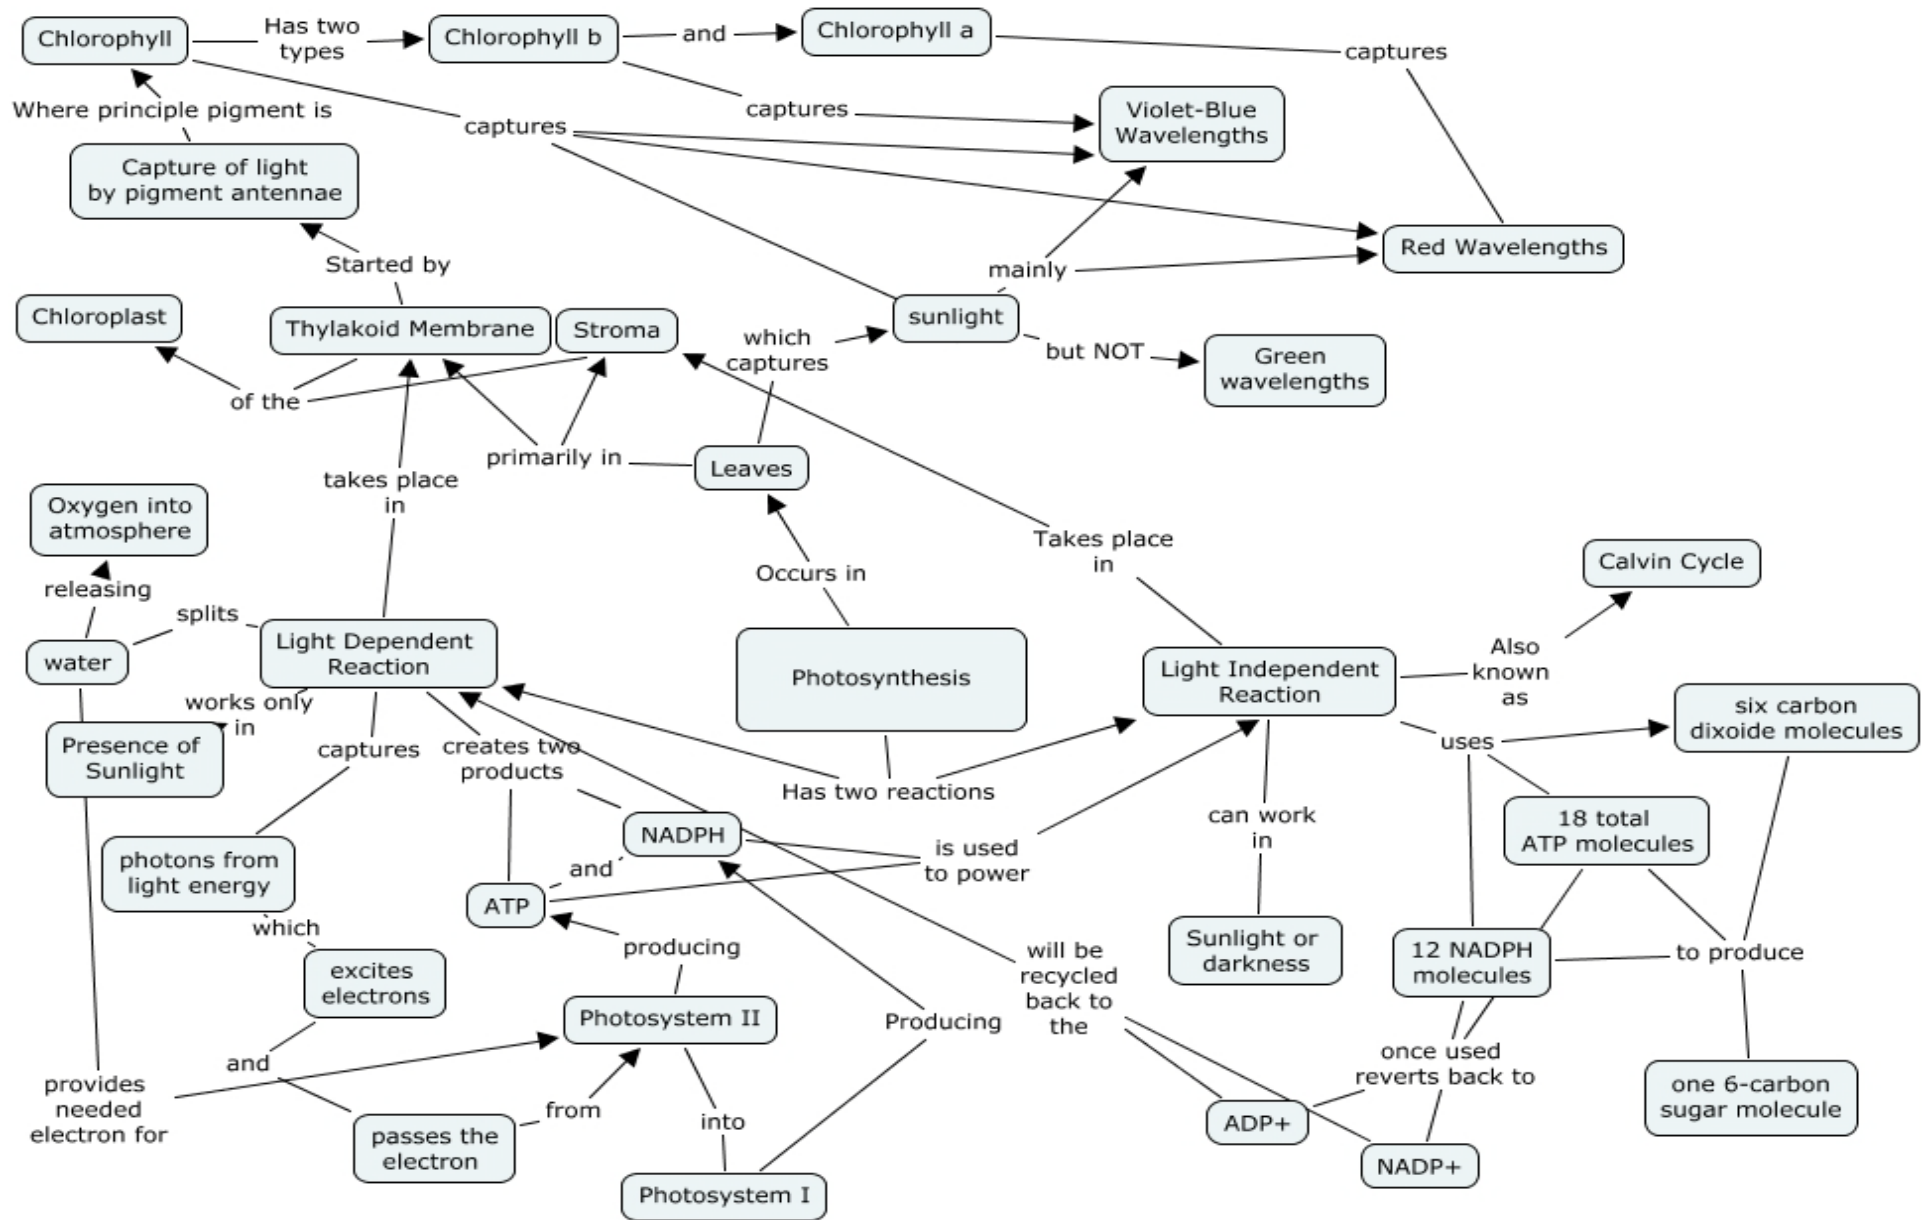 Chlorophyll
Has two
types
Chlorophyll b
and
Chlorophyll a
captures
Where principle pigment is
captures
captures
Violet-Blue
Wavelengths
Capture of light
by pigment antennae
Red Wavelengths
Started by
mainly
Chloroplast
Thylakoid Membrane
Stroma
which
captures
sunlight
but NOT
Green
wavelengths
of the
primarily in
Leaves
takes place
in
Oxygen into
atmosphere
Takes place
in
Calvin Cycle
releasing
Occurs in
splits
water
Light Dependent
Reaction
Photosynthesis
Light Independent
Reaction
Also
known
as
works only
in
Presence of
Sunlight
captures
creates two
products
Has two reactions
uses
six carbon
dixoide molecules
photons from
light energy
NADPH
and
ATP
is used
to power
can work
in
18 total
ATP molecules
which
excites
electrons
producing
will be
recycled
back to
the
Sunlight or
darkness
12 NADPH
molecules
to produce
Photosystem II
Producing
and
provides
needed
electron for
from
into
once used
reverts back to
one 6-carbon
sugar molecule
passes the
electron
ADP+
NADP+
Photosystem I